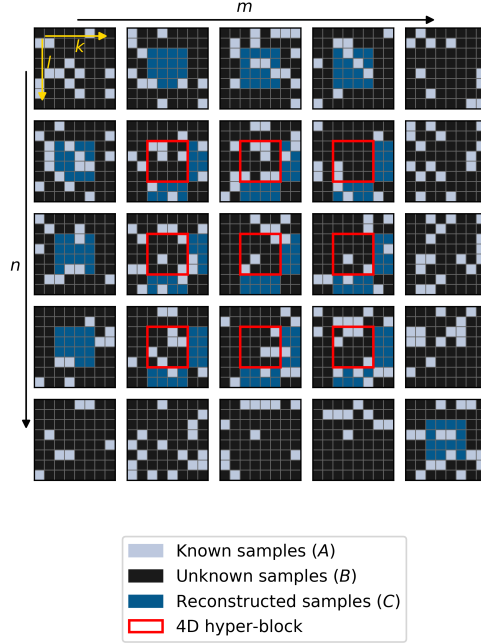 m
k
l
n
Known samples (A)
Unknown samples (B)
Reconstructed samples (C)
4D hyper-block